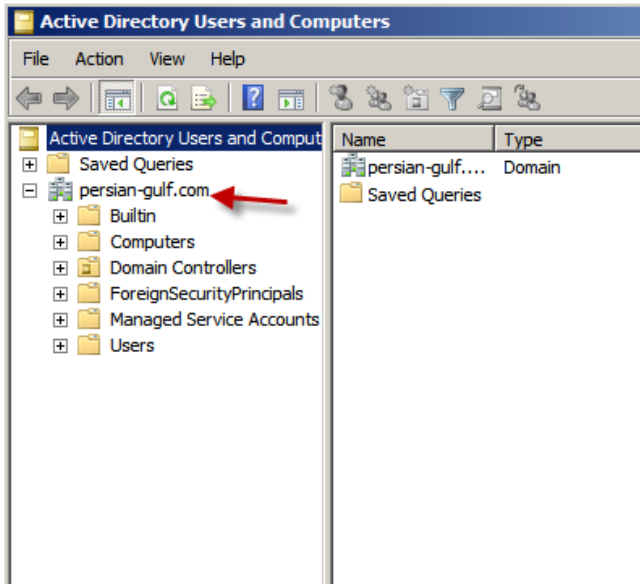 Active Directory Users and Computers
File Action View Help
Active Directory Users and Comput
Saved Queries
persian-gulf.com
Builtin
Computers
Domain Controllers
ForeignSecurityPrincipals
Managed Service Accounts
Users
Name Type
persian-gulf.... Domain
Saved Queries